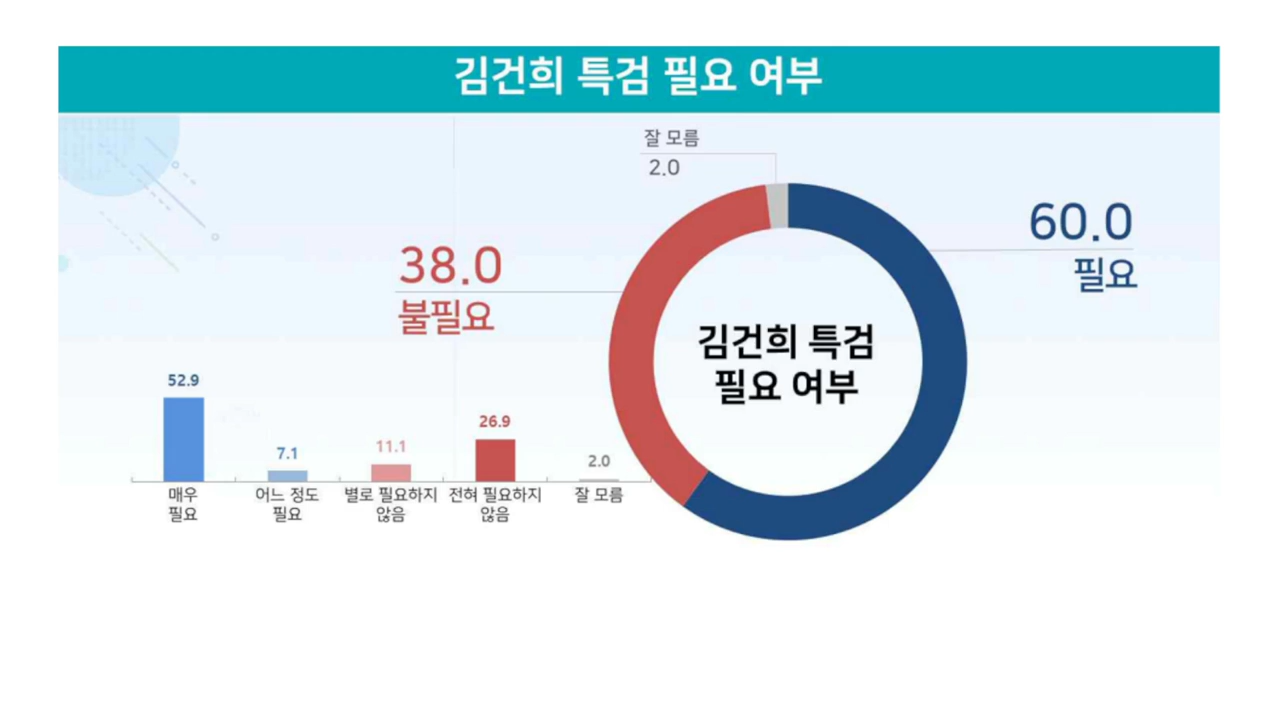 김건희 특검 필요 여부
잘 모름
2.0
60.0
필요
38.0
불필요
김건희 특검
필요 여부
52.9
7.1
11.1
26.9
2.0
매우
필요
어느 정도
필요
별로 필요하지
않음
전혀 필요하지
않음
잘 모름